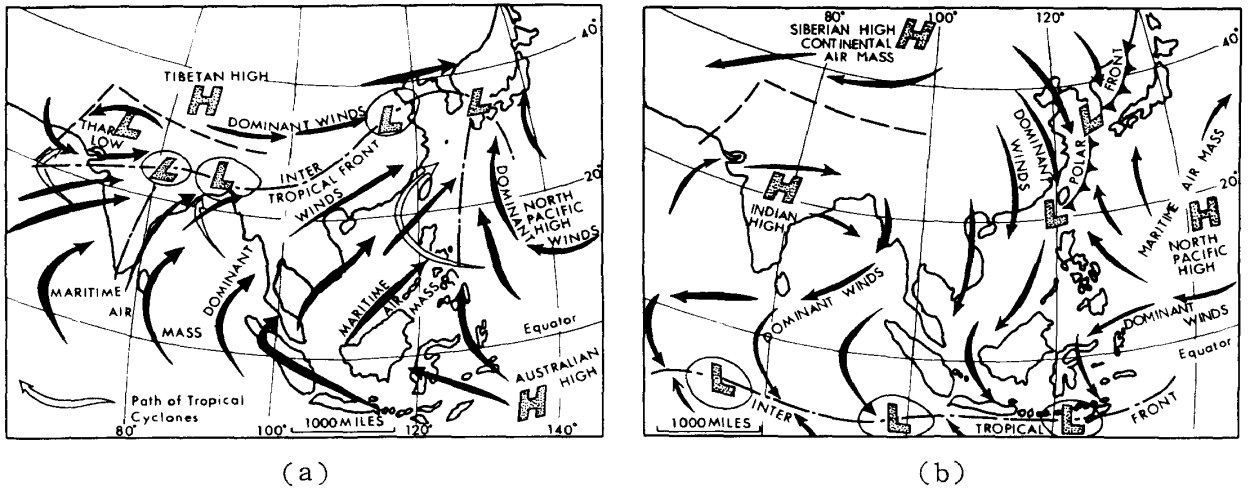 TIBETAN HIGH
H
DOMINANT WINDS
THAR
LOW
L
L
L
L
L
INTER
TROPICAL FRONT
WINDS
DOMINANT
DOMINANT
NORTH
PACIFIC
HIGH
WINDS
MARITIME
AIR
MASS
MARITIME
AIR
MASS
Equator
AUSTRALIAN
HIGH
H
Path of Tropical
Cyclones
1000 MILES
80°
100°
120°
140°
40°
20°
(a)
80°
100°
120°
40°
20°
SIBERIAN HIGH
CONTINENTAL
AIR MASS
H
FRONT
POLAR
L
L
DOMINANT
WINDS
MARITIME AIR MASS
H
NORTH
PACIFIC
HIGH
H
INDIAN
HIGH
DOMINANT WINDS
DOMINANT
WINDS
Equator
L
L
L
INTER
TROPICAL
FRONT
1000 MILES
80°
100°
120°
(b)